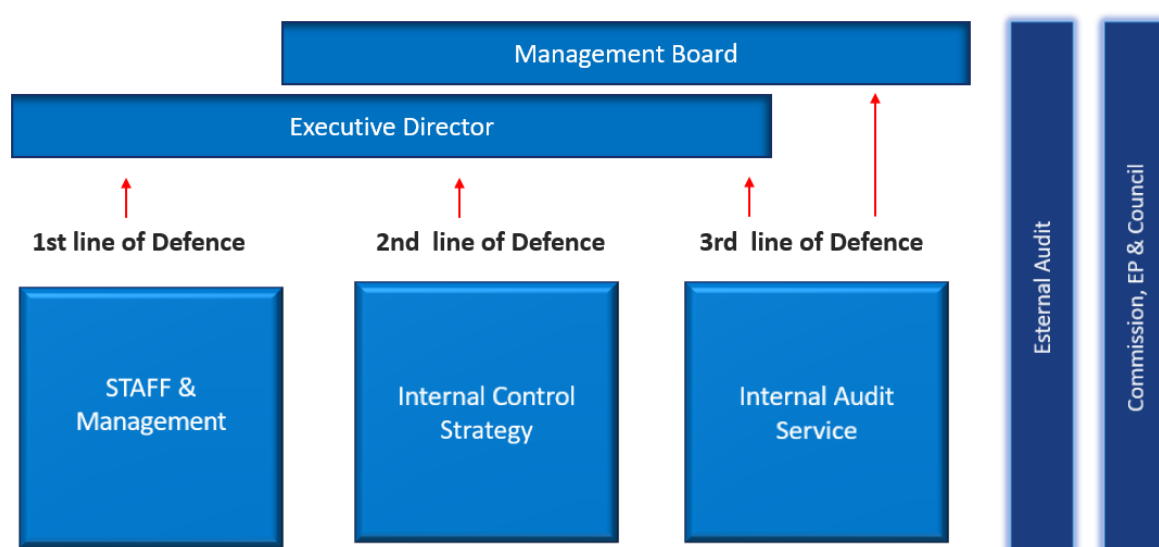 Management Board
Executive Director
1st line of Defence
2nd  line of Defence
3rd  line of Defence
STAFF &
Management
Internal Control
Strategy
Internal Audit
Service
Esternal Audit
Commission, EP & Council